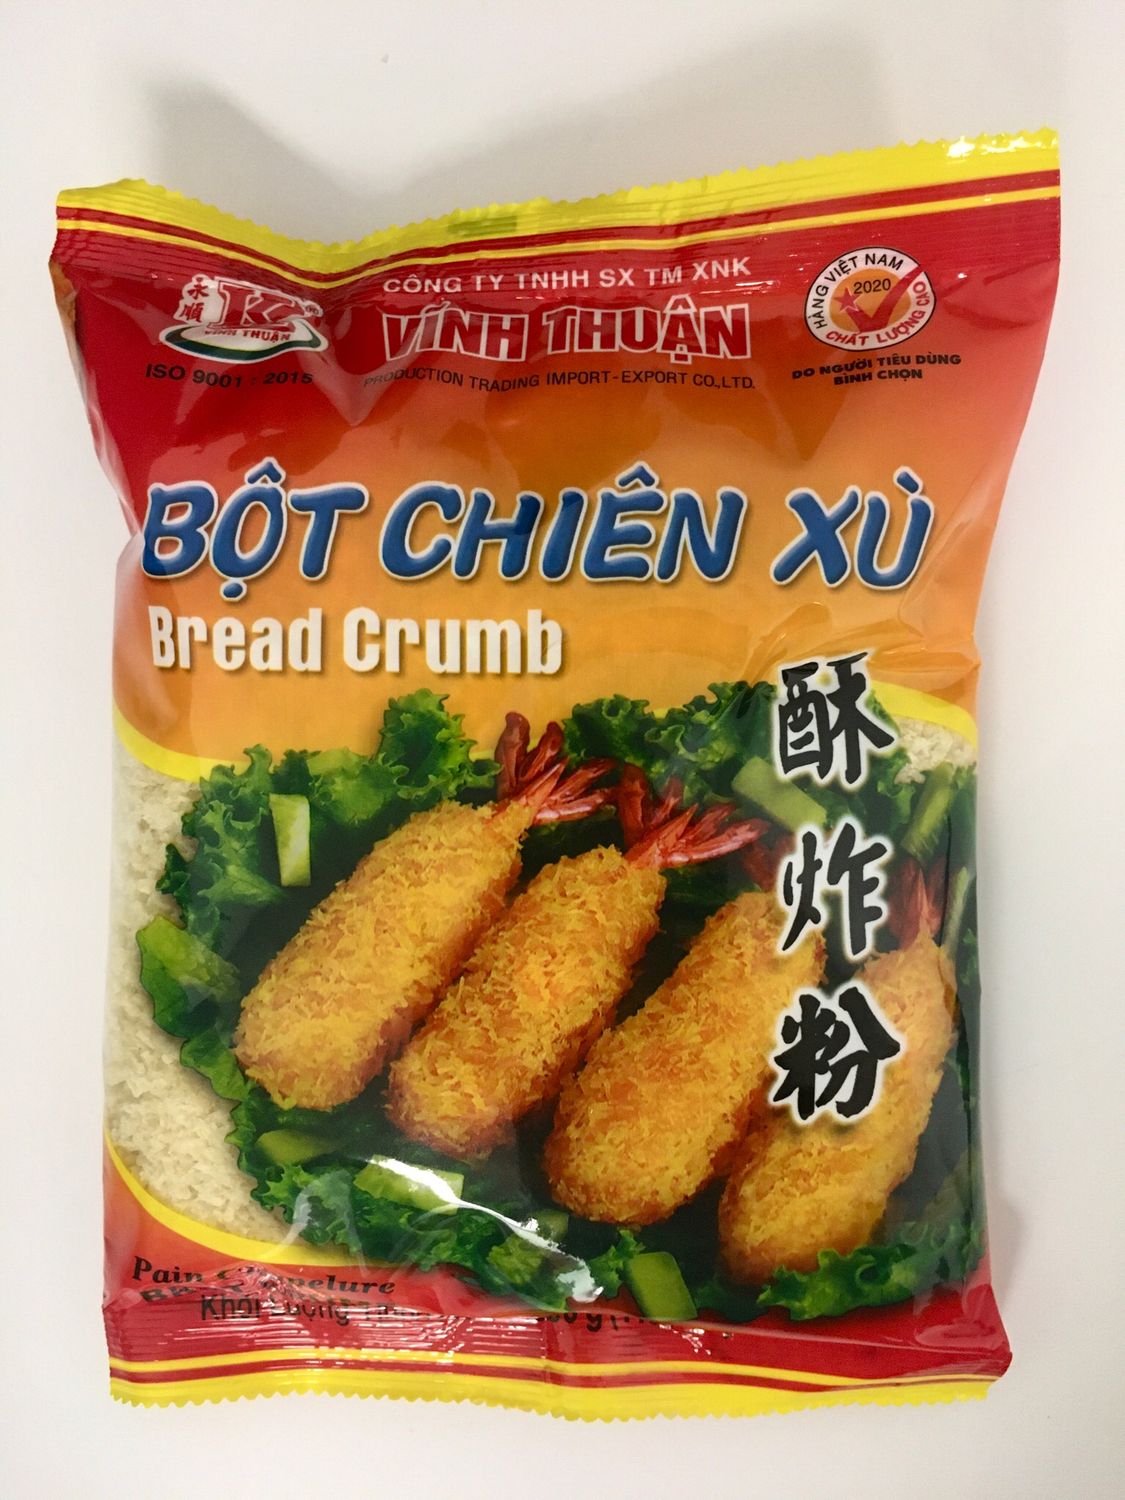 永順
K ®
VĨNH THUẬN
ISO 9001 : 2015
CÔNG TY TNHH SX TM XNK
VĨNH THUẬN
PRODUCTION TRADING IMPORT-EXPORT CO.,LTD.
HÀNG VIỆT NAM
2020
CHẤT LƯỢNG CAO
DO NGƯỜI TIÊU DÙNG
BÌNH CHỌN
BỘT CHIÊN XÙ
Bread Crumb
酥炸粉
Pain
Khối Lượng